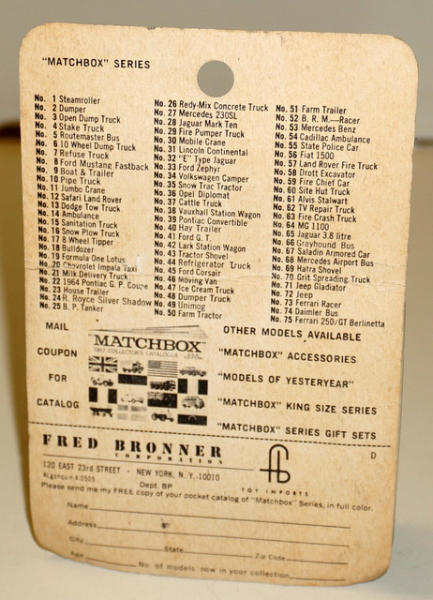 "MATCHBOX" SERIES
No. 1 Steamroller
No. 2 Dumper
No. 3 Open Dump Truck
No. 4 Stake Truck
No. 5 Routemaster Bus
No. 6 10 Wheel Dump Truck
No. 7 Refuse Truck
No. 8 Ford Mustang Fastback
No. 9 Boat & Trailer
No. 10 Pipe Truck
No. 11 Jumbo Crane
No. 12 Safari Land Rover
No. 13 Dodge Tow Truck
No. 14 Ambulance
No. 15 Sanitation Truck
No. 16 Snow Plow Truck
No. 17 8 Wheel Tipper
No. 18 Bulldozer
No. 19 Formula One Lotus
No. 20 Chevrolet Impala Taxi
No. 21 Milk Delivery Truck
No. 22 1964 Pontiac G. P. Coupe
No. 23 House Trailer
No. 24 R. Royce Silver Shadow
No. 25 B. P. Tanker
No. 26 Redy-Mix Concrete Truck
No. 27 Mercedes 230SL
No. 28 Jaguar Mark Ten
No. 29 Fire Pumper Truck
No. 30 Mobile Crane
No. 31 Lincoln Continental
No. 32 "E" Type Jaguar
No. 33 Ford Zephyr
No. 34 Volkswagen Camper
No. 35 Snow Trac Tractor
No. 36 Opel Diplomat
No. 37 Cattle Truck
No. 38 Vauxhall Station Wagon
No. 39 Pontiac Convertible
No. 40 Hay Trailer
No. 41 Ford G. T.
No. 42 Lark Station Wagon
No. 43 Tractor Shovel
No. 44 Refrigerator Truck
No. 45 Ford Corsair
No. 46 Moving Van
No. 47 Ice Cream Truck
No. 48 Dumper Truck
No. 49 Unimog
No. 50 Farm Tractor
No. 51 Farm Trailer
No. 52 B. R. M.—Racer
No. 53 Mercedes Benz
No. 54 Cadillac Ambulance
No. 55 State Police Car
No. 56 Fiat 1500
No. 57 Land Rover Fire Truck
No. 58 Drott Excavator
No. 59 Fire Chief Car
No. 60 Site Hut Truck
No. 61 Alvis Stalwart
No. 62 TV Repair Truck
No. 63 Fire Crash Truck
No. 64 MG 1100
No. 65 Jaguar 3.8 litre
No. 66 Greyhound Bus
No. 67 Saladin Armored Car
No. 68 Mercedes Airport Bus
No. 69 Hatra Shovel
No. 70 Grit Spreading Truck
No. 71 Jeep Gladiator
No. 72 Jeep
No. 73 Ferrari Racer
No. 74 Daimler Bus
No. 75 Ferrari 250/GT Berlinetta
MAIL
COUPON
FOR
CATALOG
MATCHBOX
1967 COLLECTOR'S CATALOGUE
OTHER MODELS AVAILABLE
"MATCHBOX" ACCESSORIES
"MODELS OF YESTERYEAR"
"MATCHBOX" KING SIZE SERIES
"MATCHBOX" SERIES GIFT SETS
D
FRED BRONNER
CORPORATION
120 EAST 23rd STREET • NEW YORK, N. Y. 10010
ALgonquin 4-2505
Dept. BP
fb
TOY IMPORTS
Please send me my FREE copy of your pocket catalog of "Matchbox" Series, in full color.
Name
Address
City
State
Zip Code
Age
No. of models now in your collection